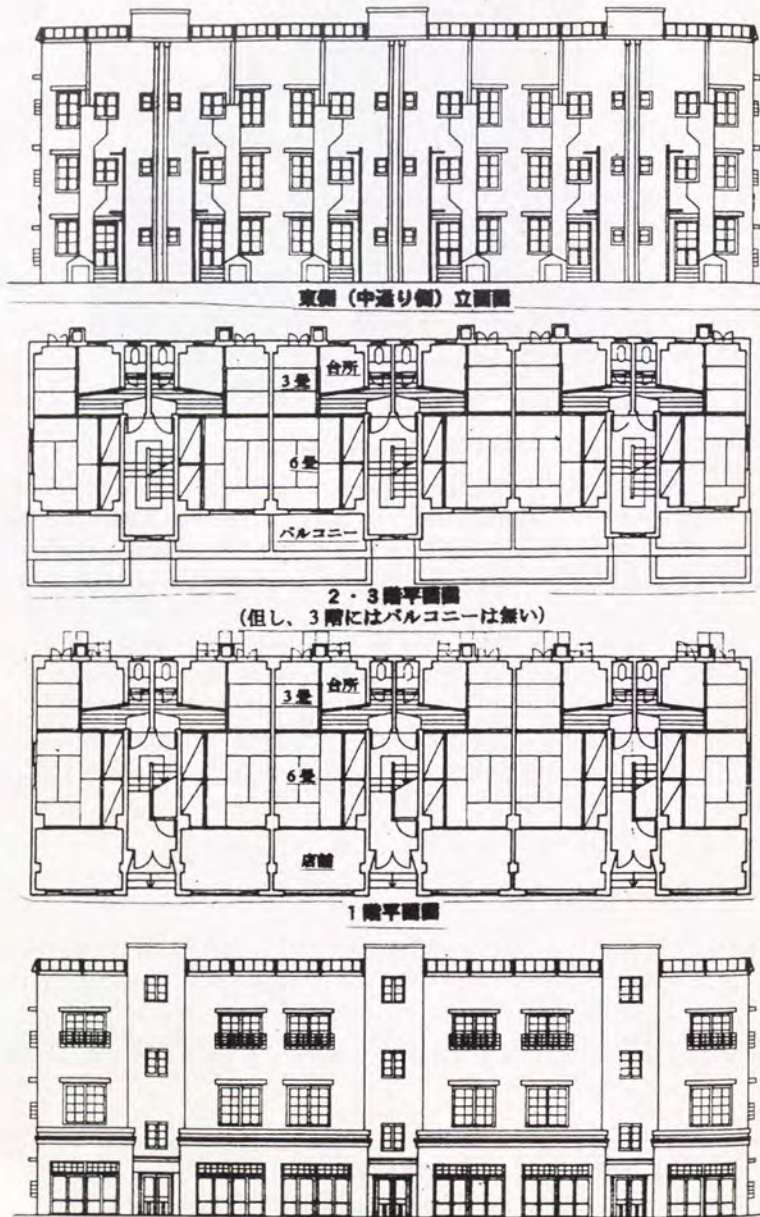 東側（中通り側）立面図
台所
3畳
6畳
バルコニー
2・3階平面図
(但し、3階にはバルコニーは無い)
台所
3畳
6畳
店舗
1階平面図